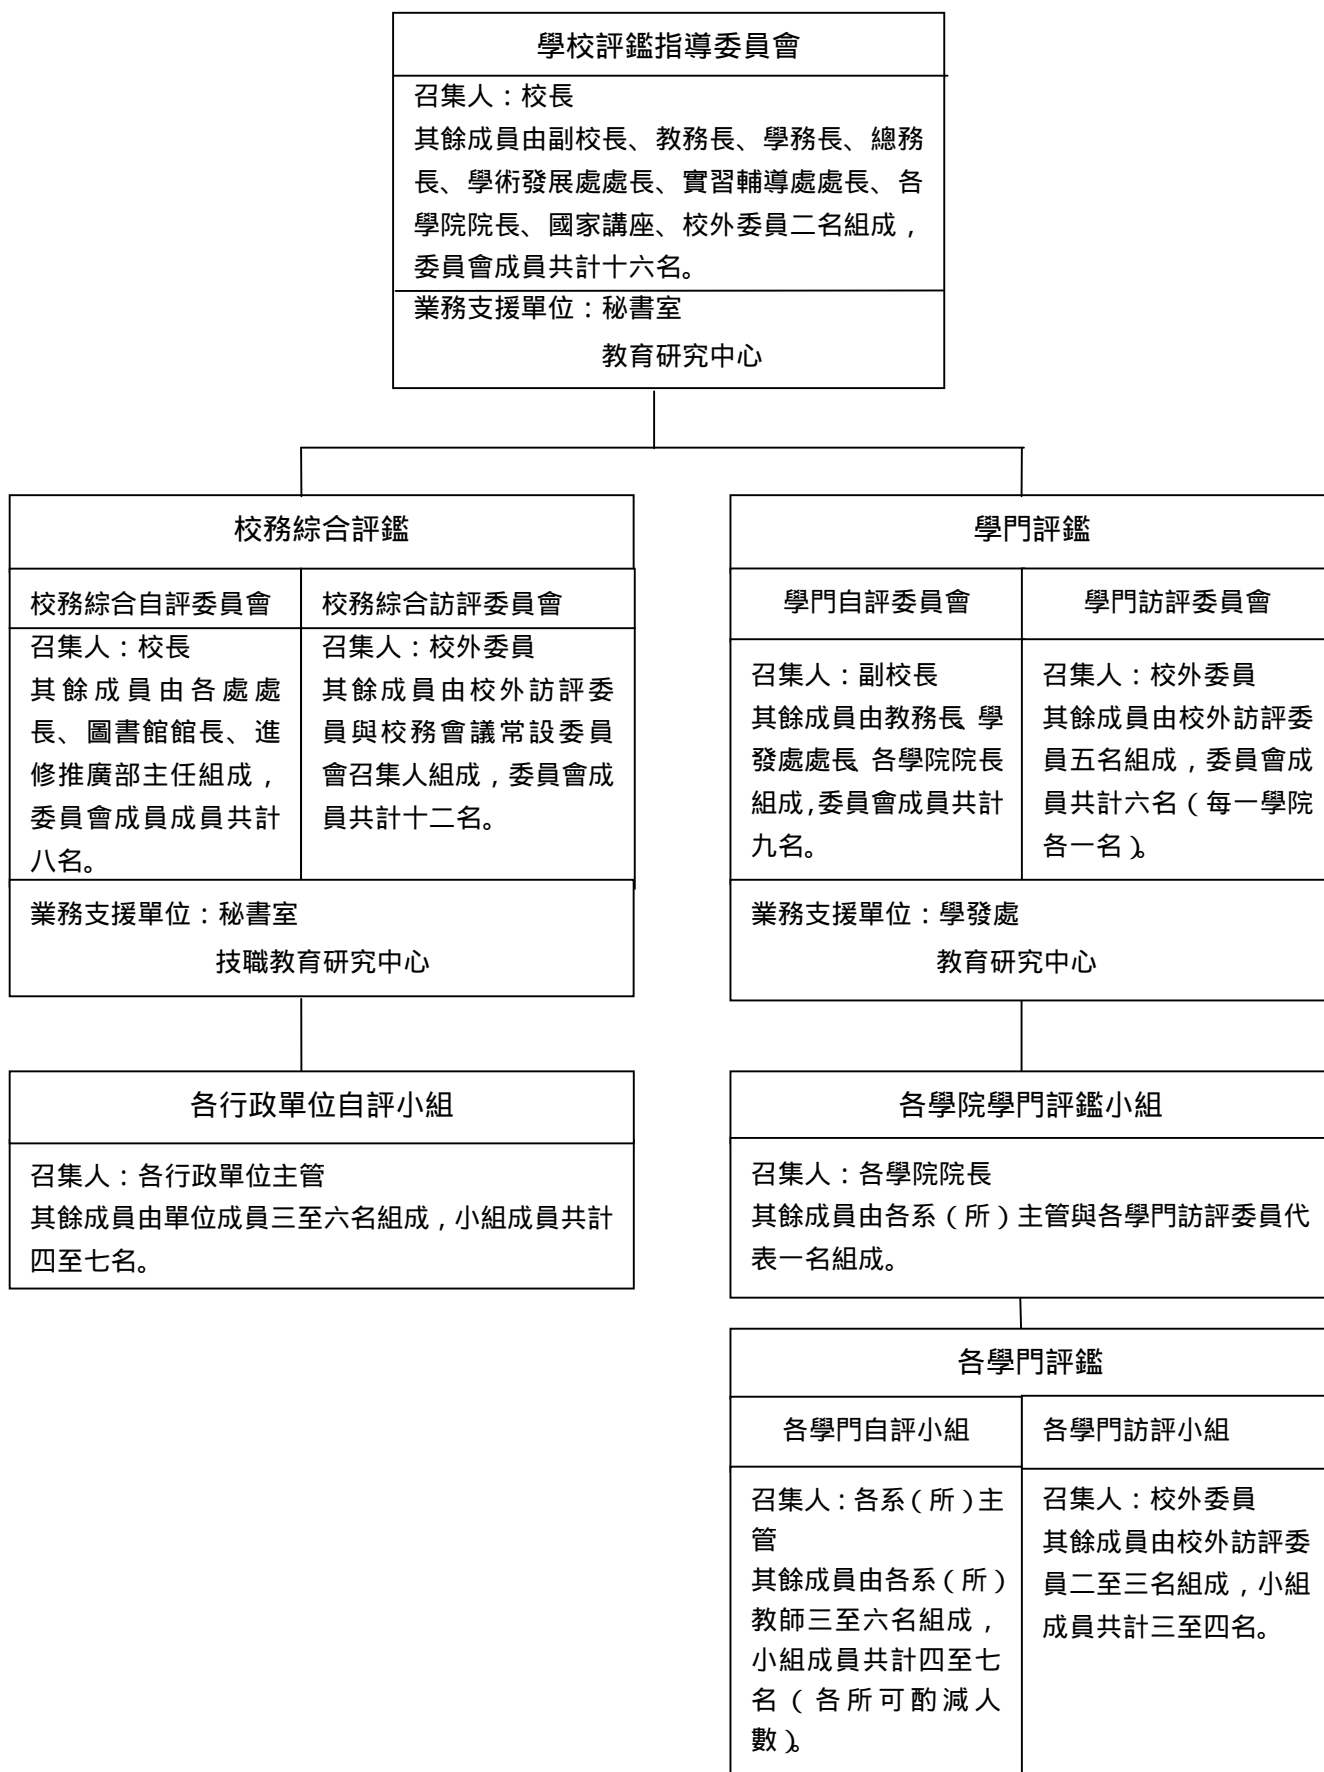 學校評鑑指導委員會
召集人：校長
其餘成員由副校長、教務長、學務長、總務
長、學術發展處處長、實習輔導處處長、各
學院院長、國家講座、校外委員二名組成，
委員會成員共計十六名。
業務支援單位：秘書室
教育研究中心
校務綜合評鑑
校務綜合自評委員會
校務綜合訪評委員會
召集人：校長
其餘成員由各處處
長、圖書館館長、進
修推廣部主任組成，
委員會成員成員共計
八名。
召集人：校外委員
其餘成員由校外訪評委
員與校務會議常設委員
會召集人組成，委員會成
員共計十二名。
業務支援單位：秘書室
技職教育研究中心
學門評鑑
學門自評委員會
學門訪評委員會
召集人：副校長
其餘成員由教務長、學
發處處長、各學院院長
組成，委員會成員共計
九名。
召集人：校外委員
其餘成員由校外訪評委
員五名組成，委員會成
員共計六名（每一學院
各一名）。
業務支援單位：學發處
教育研究中心
各行政單位自評小組
召集人：各行政單位主管
其餘成員由單位成員三至六名組成，小組成員共計
四至七名。
各學院學門評鑑小組
召集人：各學院院長
其餘成員由各系（所）主管與各學門訪評委員代
表一名組成。
各學門評鑑
各學門自評小組
各學門訪評小組
召集人：各系（所）主
管
其餘成員由各系（所）
教師三至六名組成，
小組成員共計四至七
名（各所可酌減人
數）。
召集人：校外委員
其餘成員由校外訪評委
員二至三名組成，小組
成員共計三至四名。